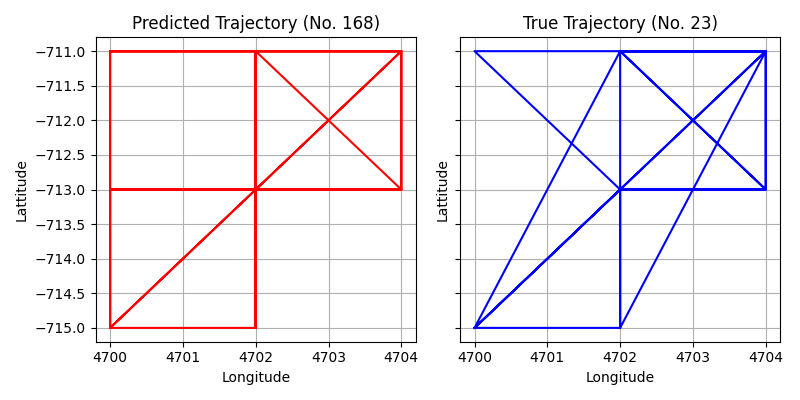 Predicted Trajectory (No. 168)
True Trajectory (No. 23)
Lattitude
−711.0
−711.5
−712.0
−712.5
−713.0
−713.5
−714.0
−714.5
−715.0
4700 4701 4702 4703 4704
Longitude
Lattitude
4700 4701 4702 4703 4704
Longitude